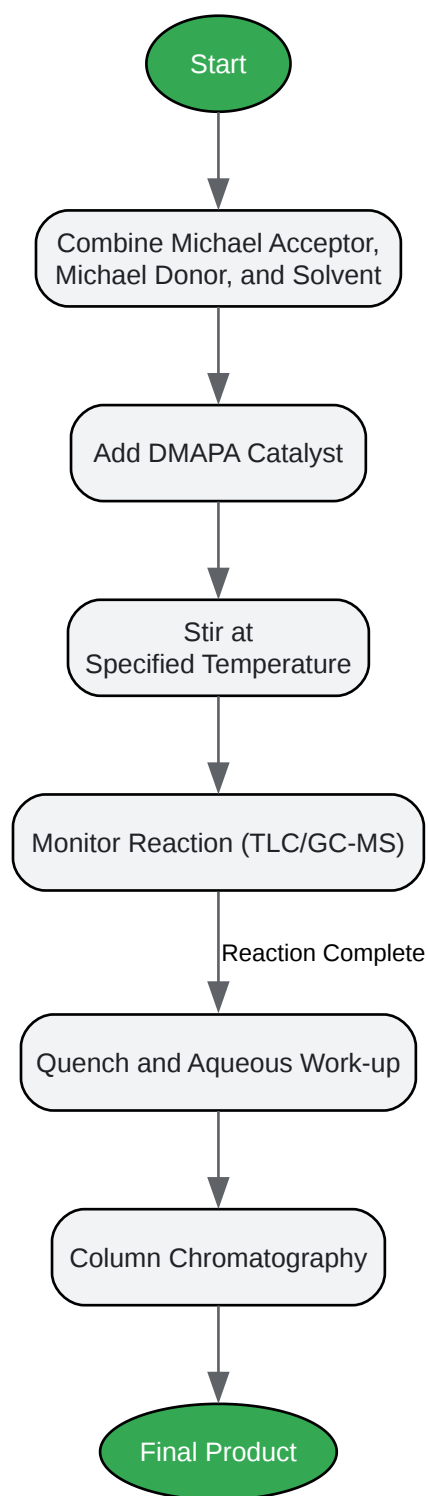 Start
Combine Michael Acceptor,
Michael Donor, and Solvent
Add DMAPA Catalyst
Stir at
Specified Temperature
Monitor Reaction (TLC/GC-MS)
Reaction Complete
Quench and Aqueous Work-up
Column Chromatography
Final Product